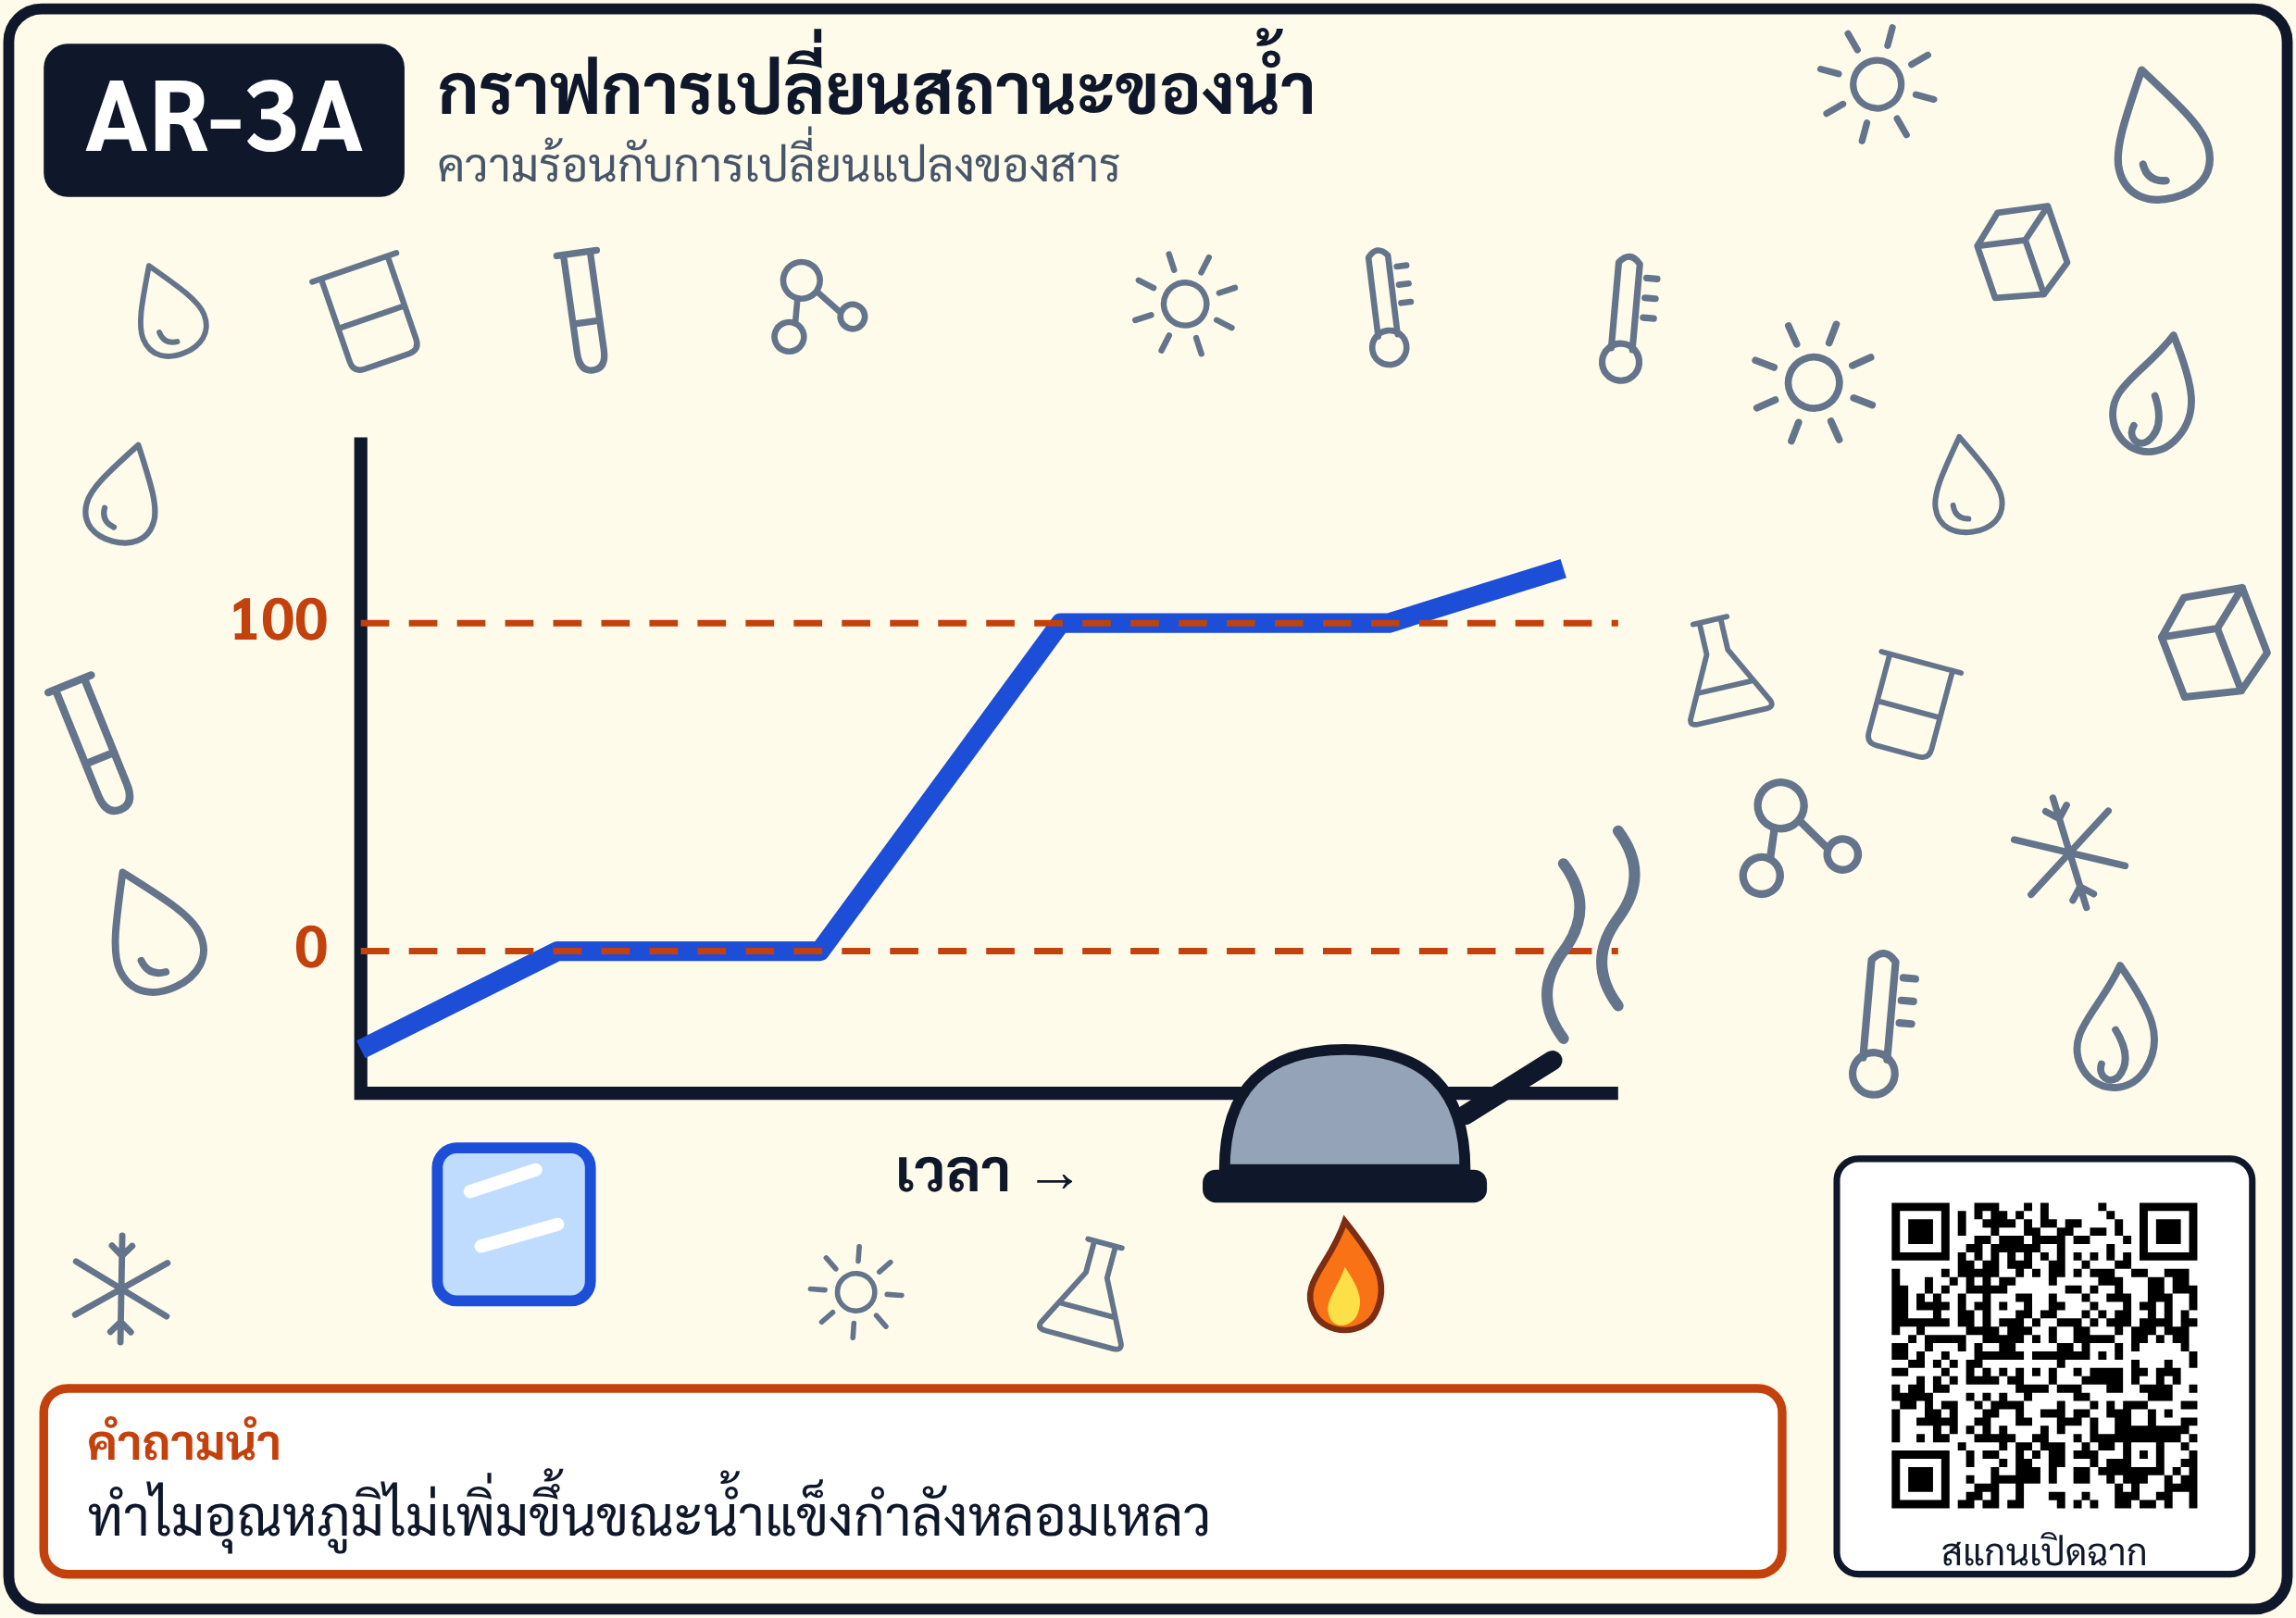 AR-3A
กราฟการเปลี่ยนสถานะของน้ำ
ความร้อนกับการเปลี่ยนแปลงของสาร
100
0
เวลา →
คำถามนำ
ทำไมอุณหภูมิไม่เพิ่มขึ้นขณะน้ำแข็งกำลังหลอมเหลว
สแกนเปิดฉาก